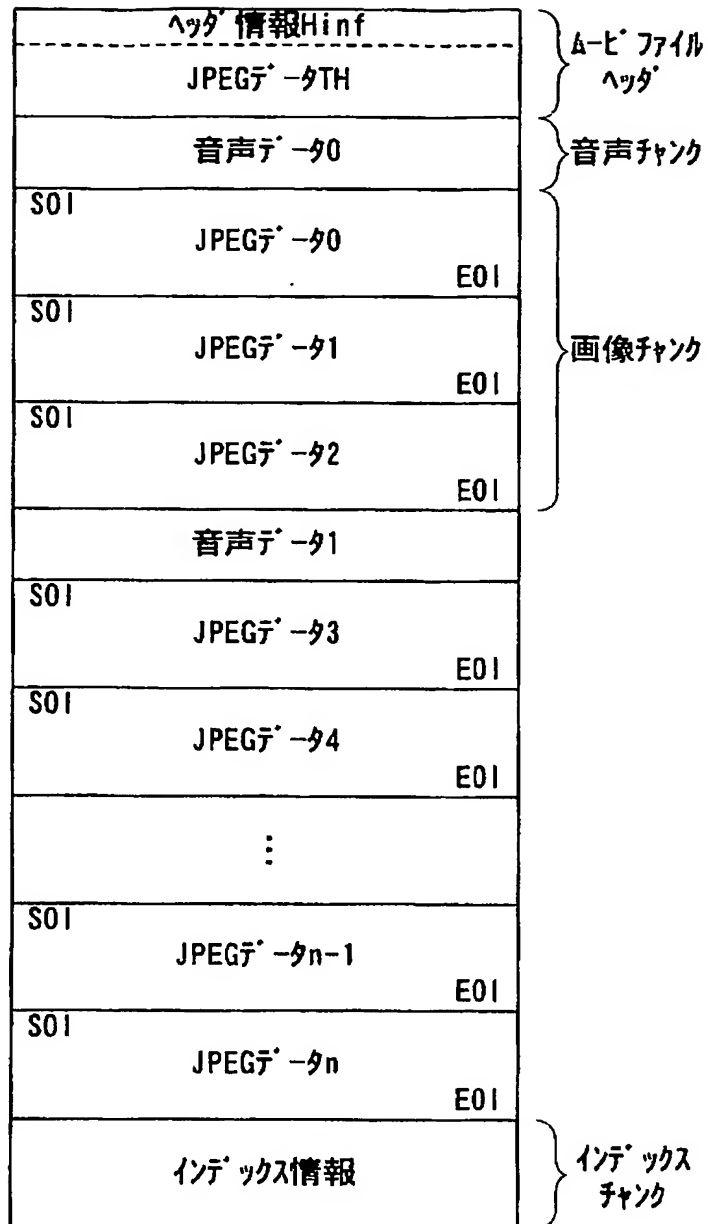 ヘッダ情報Hinf
JPEGデータTH
ムービファイル
ヘッダ
音声データ0
音声チャンク
SOI
JPEGデータ0
EOI
SOI
JPEGデータ1
EOI
画像チャンク
SOI
JPEGデータ2
EOI
音声データ1
SOI
JPEGデータ3
EOI
SOI
JPEGデータ4
EOI
⋮
SOI
JPEGデータn-1
EOI
SOI
JPEGデータn
EOI
インデックス情報
インデックス
チャンク